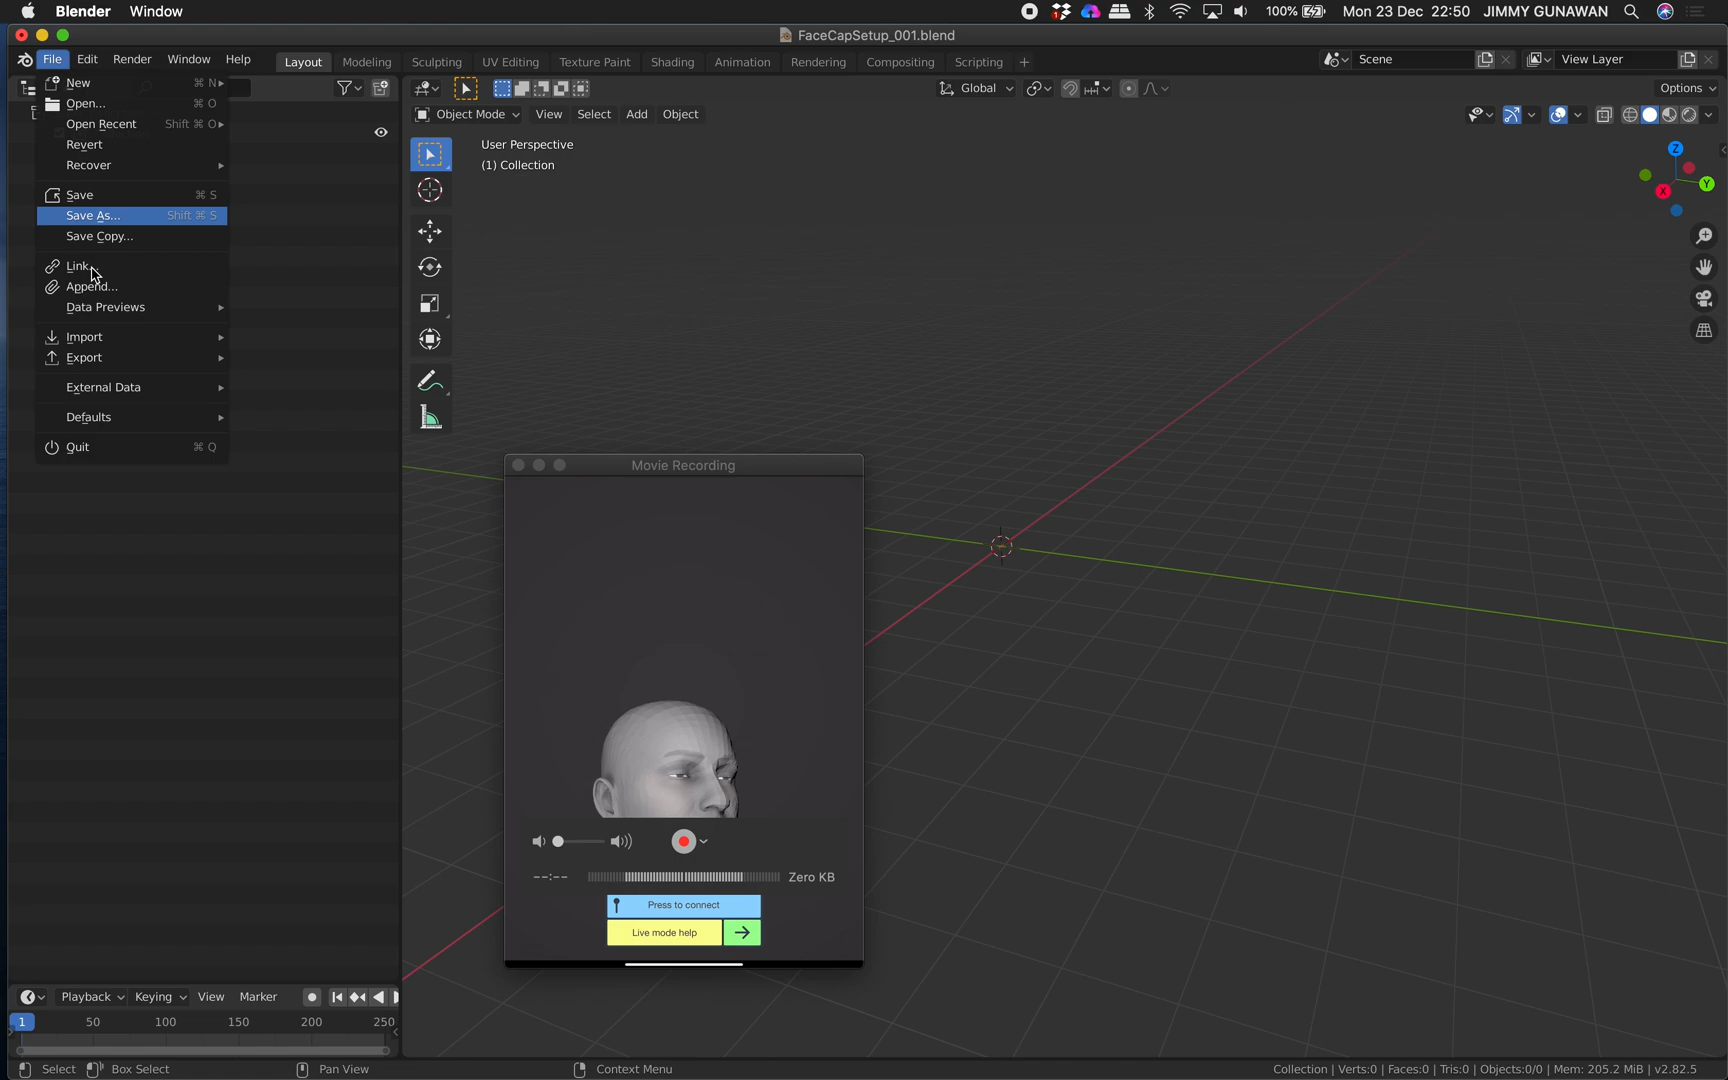 Blender Window
100% Mon 23 Dec 22:50 JIMMY GUNAWAN
FaceCapSetup_001.blend
File Edit Render Window Help
Layout Modeling Sculpting UV Editing Texture Paint Shading Animation Rendering Compositing Scripting +
Scene
View Layer
New ⌘ N
Open... ⌘ O
Open Recent Shift ⌘ O
Revert
Recover
Save ⌘ S
Save As... Shift ⌘ S
Save Copy...
Link...
Append...
Data Previews
Import
Export
External Data
Defaults
Quit ⌘ Q
Global
Options
Object Mode View Select Add Object
User Perspective
(1) Collection
Z
Y
X
Movie Recording
--:-- Zero KB
Press to connect
Live mode help
Playback Keying View Marker
1 50 100 150 200 250
Select Box Select Pan View Context Menu
Collection | Verts:0 | Faces:0 | Tris:0 | Objects:0/0 | Mem: 205.2 MiB | v2.82.5